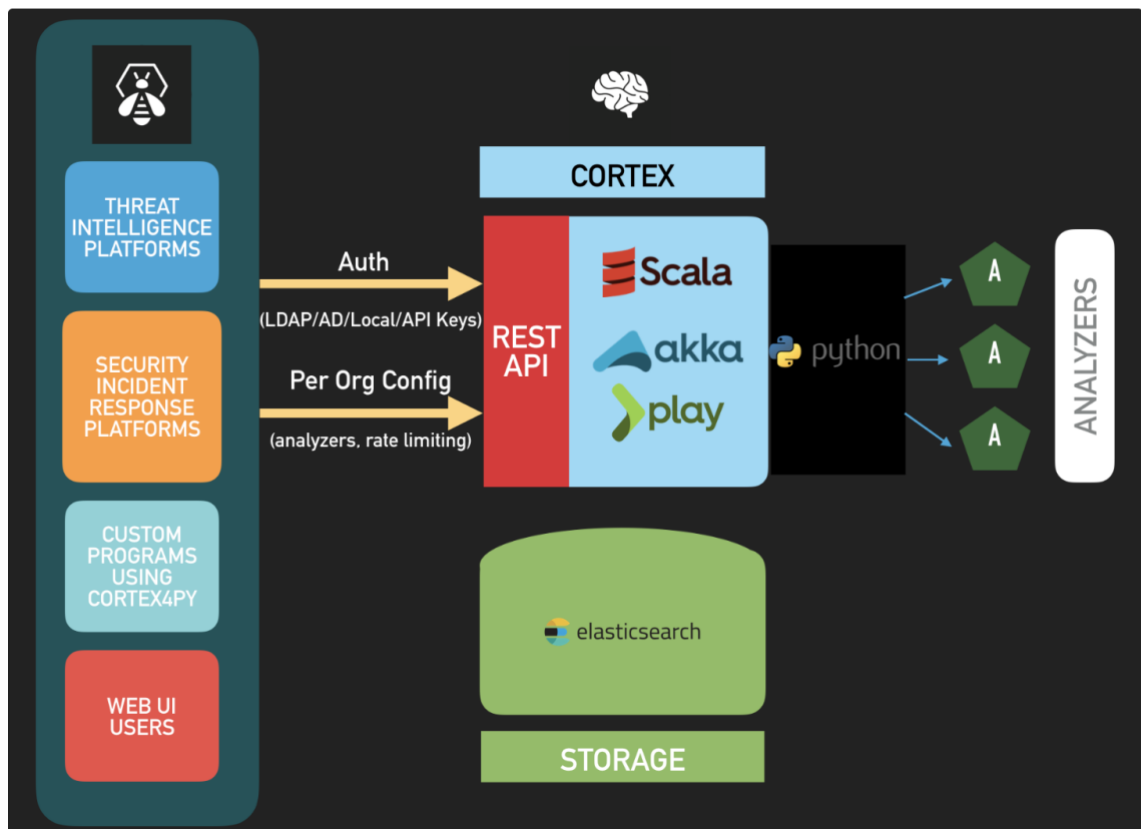 THREAT
INTELLIGENCE
PLATFORMS
SECURITY
INCIDENT
RESPONSE
PLATFORMS
CUSTOM
PROGRAMS
USING
CORTEX4PY
WEB UI
USERS
Auth
(LDAP/AD/Local/API Keys)
Per Org Config
(analyzers, rate limiting)
CORTEX
REST
API
Scala
akka
play
python
A
A
A
ANALYZERS
elasticsearch
STORAGE